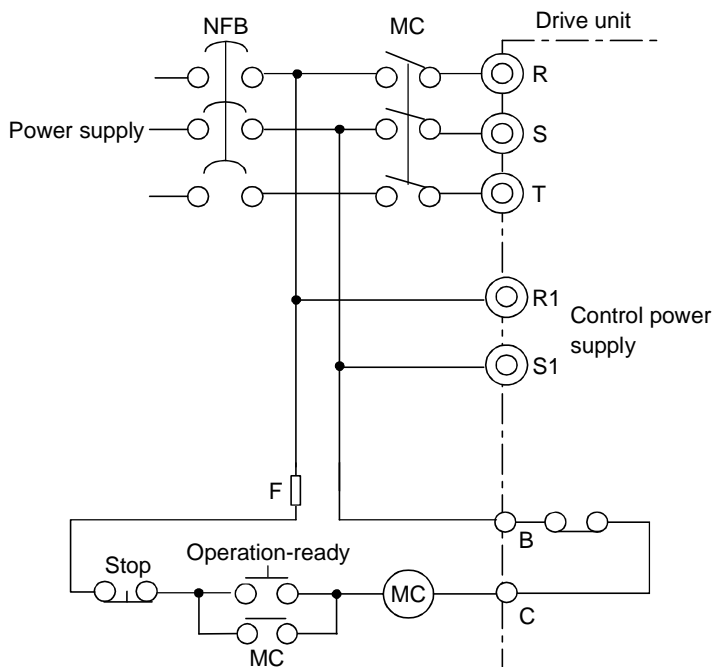 Drive unit
NFB
MC
R
Power supply
S
T
R1
Control power
supply
S1
F
B
Operation-ready
Stop
MC
C
MC